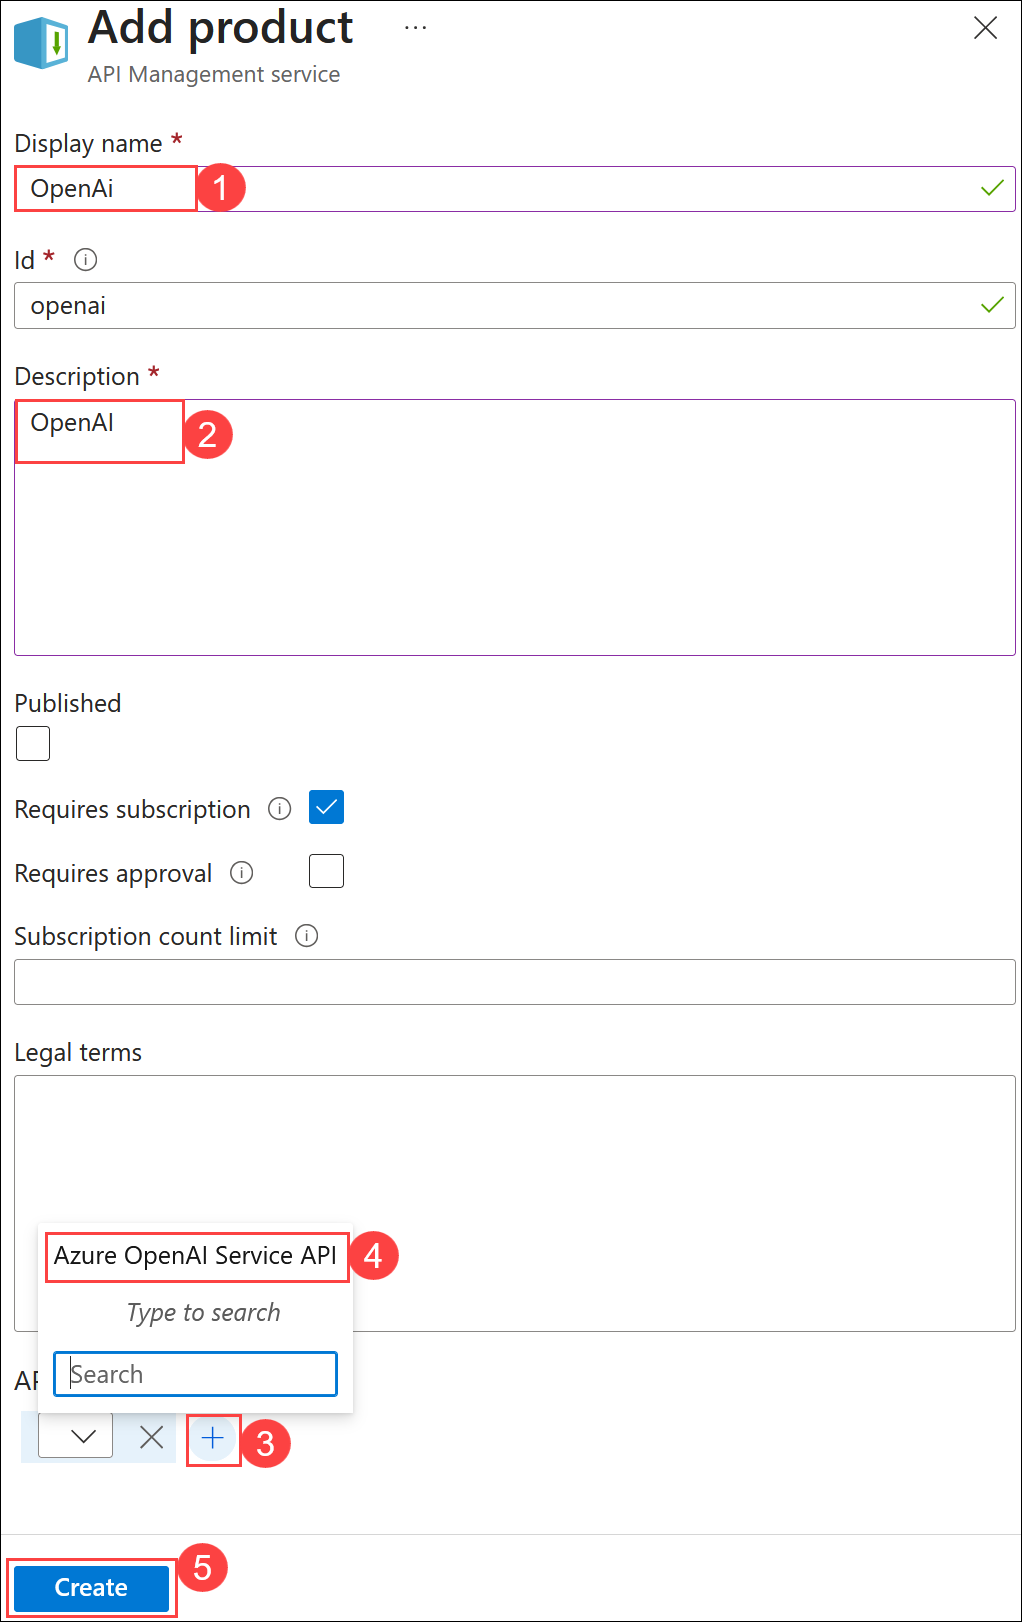 Add product ...
API Management service
Display name *
OpenAi 1
Id *
openai
Description *
OpenAI 2
Published
Requires subscription
Requires approval
Subscription count limit
Legal terms
Azure OpenAI Service API 4
Type to search
Search
AP
3
5
Create